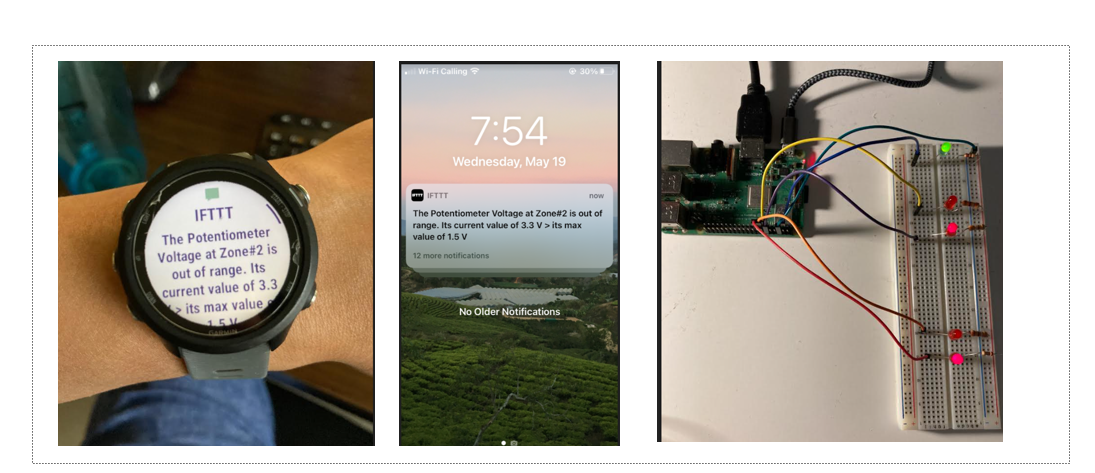 IFTTT
The Potentiometer
Voltage at Zone#2 is
out of range. Its
current value of 3.3
> its max value
1.5 V
GARMIN
Wi-Fi Calling
30%
7:54
Wednesday, May 19
IFTTT
IFTTT
now
The Potentiometer Voltage at Zone#2 is out of
range. Its current value of 3.3 V > its max
value of 1.5 V
12 more notifications
No Older Notifications